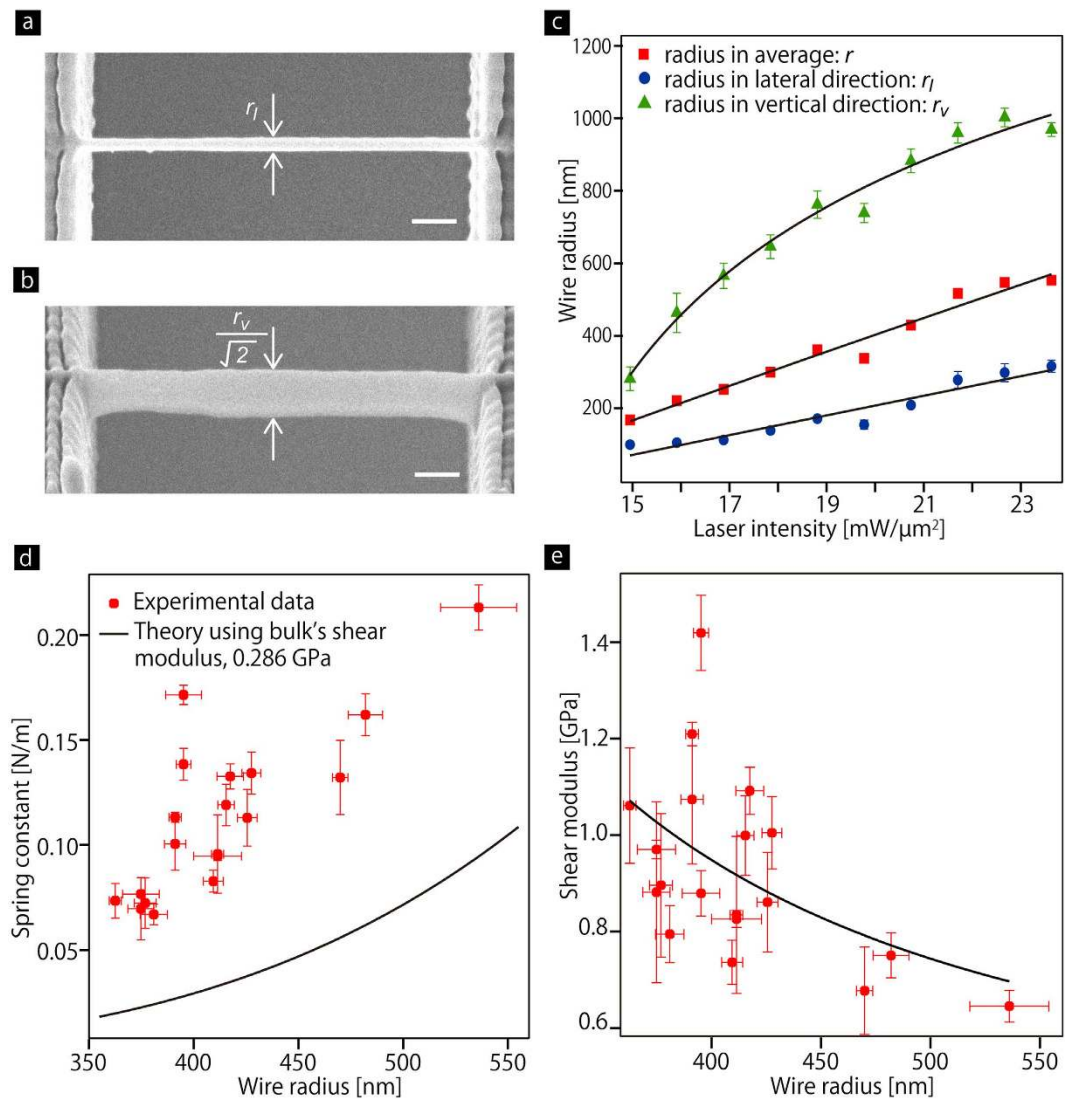 a
r_l
b
r_v
√2
c
1200
1000
800
600
400
200
Wire radius [nm]
radius in average: r
radius in lateral direction: r_l
radius in vertical direction: r_v
15 17 19 21 23
Laser intensity [mW/μm²]
d
0.20
0.15
0.10
0.05
Spring constant [N/m]
Experimental data
Theory using bulk's shear
modulus, 0.286 GPa
350 400 450 500 550
Wire radius [nm]
e
1.4
1.2
1.0
0.8
0.6
Shear modulus [GPa]
400 450 500 550
Wire radius [nm]